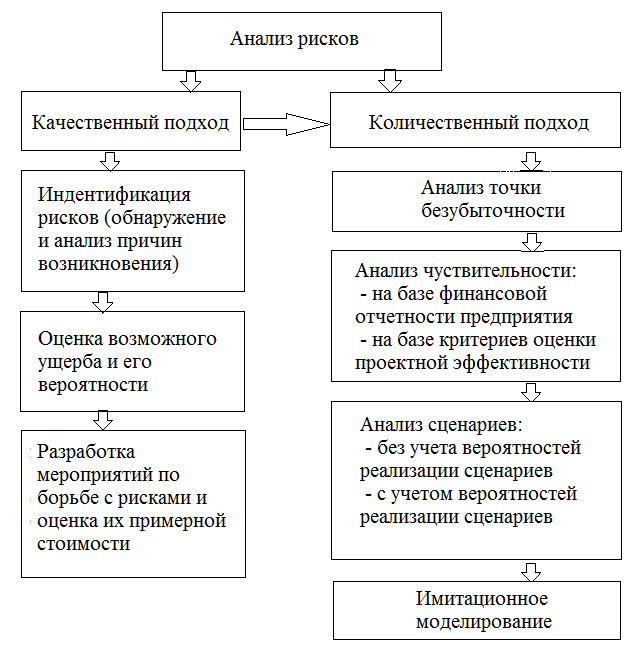 Анализ рисков
Качественный подход
Количественный подход
Индентификация
рисков (обнаружение
и анализ причин
возникновения)
Оценка возможного
ущерба и его
вероятности
Разработка
мероприятий по
борьбе с рисками и
оценка их примерной
стоимости
Анализ точки
безубыточности
Анализ чуствительности:
- на базе финансовой
отчетности предприятия
- на базе критериев оценки
проектной эффективности
Анализ сценариев:
- без учета вероятностей
реализации сценариев
- с учетом вероятностей
реализации сценариев
Имитационное
моделирование